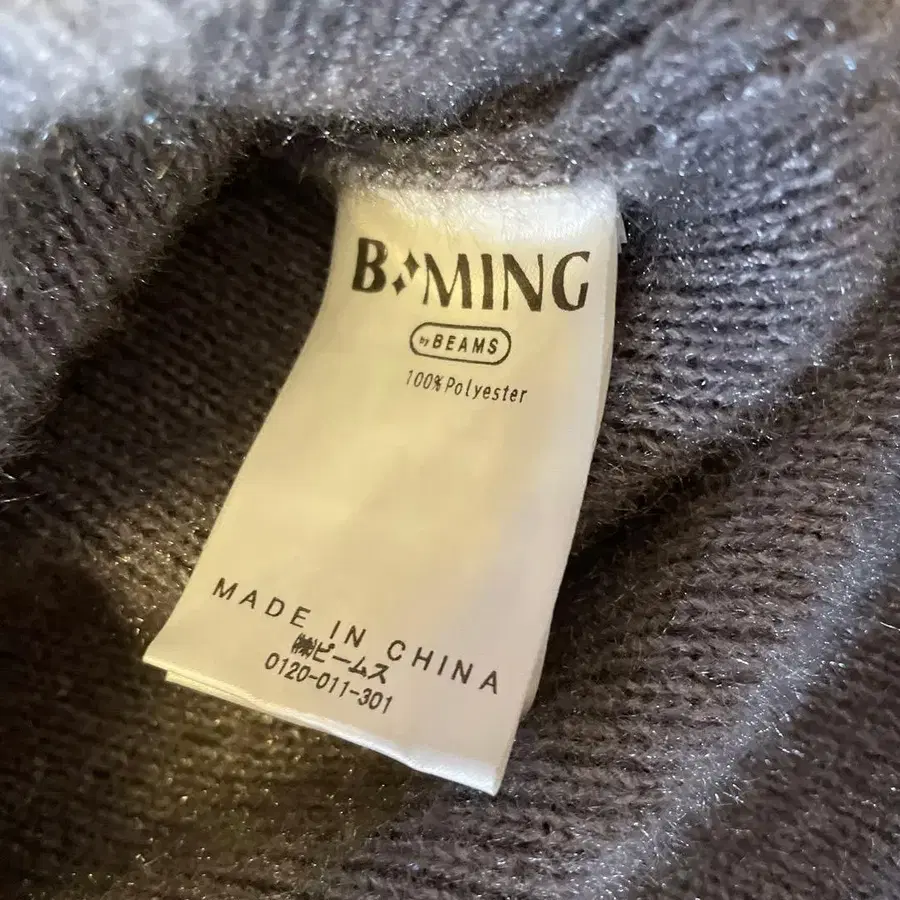 B✦MING
by BEAMS
100%Polyester
MADE IN CHINA
㈱ビームス
0120-011-301